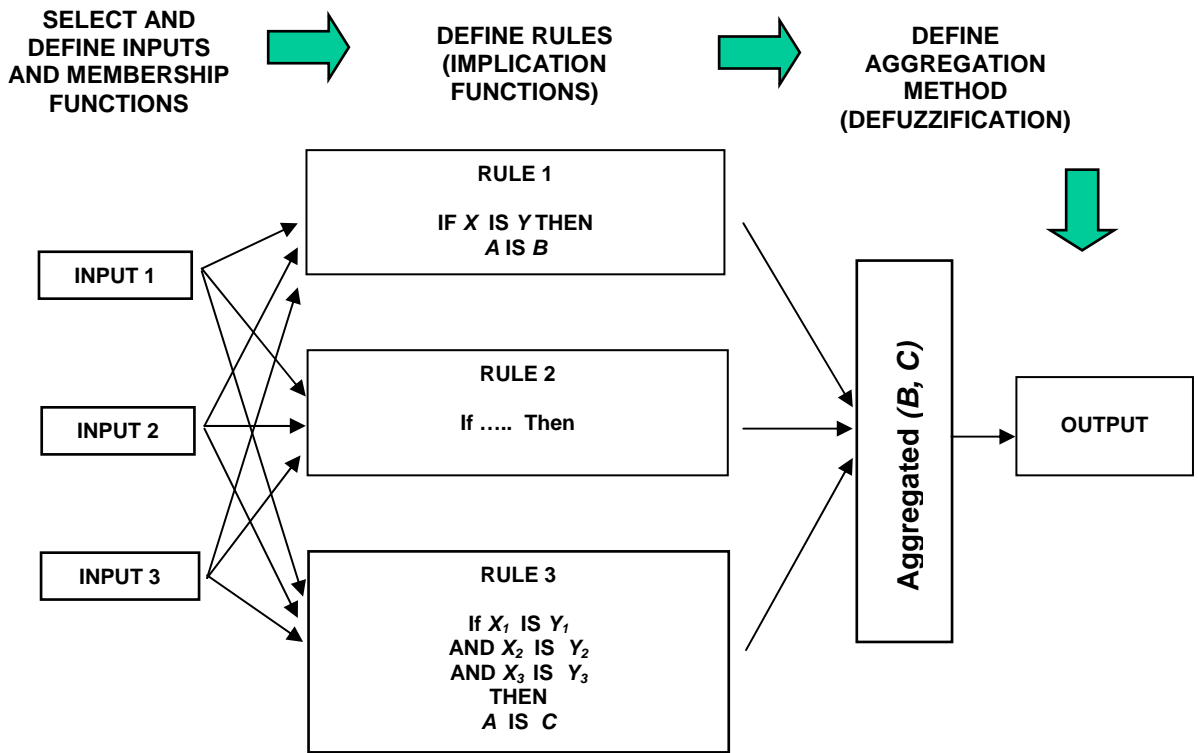 SELECT AND
DEFINE INPUTS
AND MEMBERSHIP
FUNCTIONS
DEFINE RULES
(IMPLICATION
FUNCTIONS)
DEFINE
AGGREGATION
METHOD
(DEFUZZIFICATION)
INPUT 1
INPUT 2
INPUT 3
RULE 1
IF X IS Y THEN
A IS B
RULE 2
If ..... Then
RULE 3
If X₁ IS Y₁
AND X₂ IS Y₂
AND X₃ IS Y₃
THEN
A IS C
Aggregated (B, C)
OUTPUT